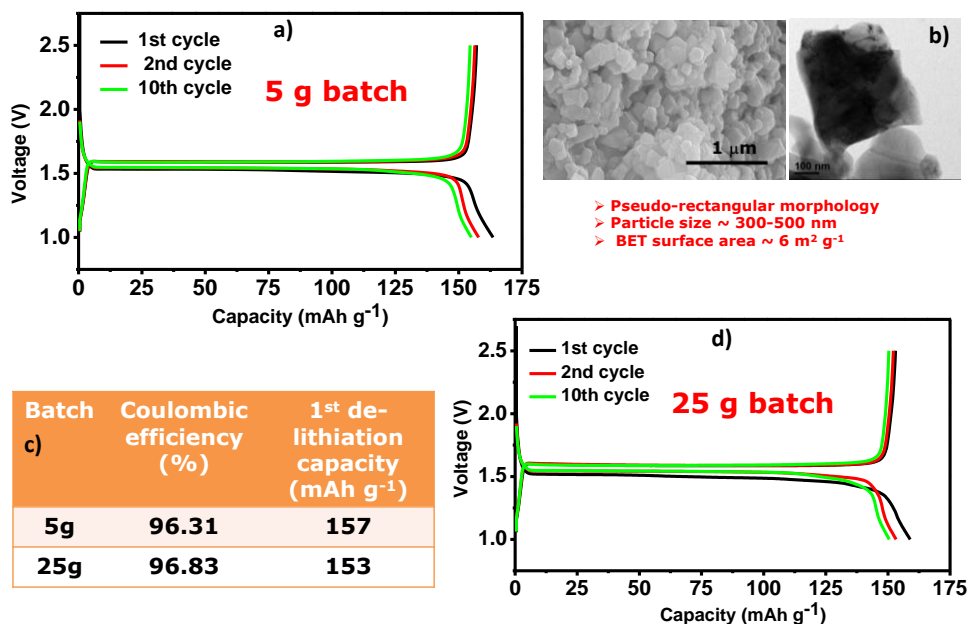 a)
1st cycle
2nd cycle
10th cycle
5 g batch
2.5
2.0
1.5
1.0
Voltage (V)
0 25 50 75 100 125 150 175
Capacity (mAh g⁻¹)
b)
1 µm
100 nm
➢ Pseudo-rectangular morphology
➢ Particle size ~ 300-500 nm
➢ BET surface area ~ 6 m² g⁻¹
c)
Batch Coulombic efficiency (%) 1ˢᵗ de-lithiation capacity (mAh g⁻¹)
5g 96.31 157
25g 96.83 153
d)
1st cycle
2nd cycle
10th cycle
25 g batch
2.5
2.0
1.5
1.0
Voltage (V)
0 25 50 75 100 125 150 175
Capacity (mAh g⁻¹)